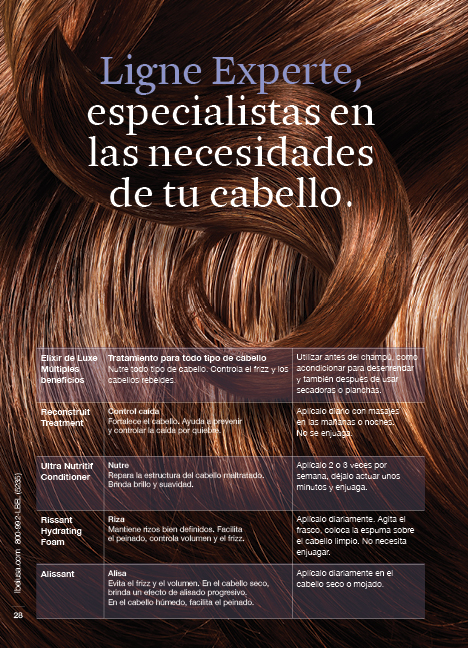 Ligne Experte,
especialistas en
las necesidades
de tu cabello.
Elixir de Luxe
Múltiples
beneficios
Tratamiento para todo tipo de cabello
Nutre todo tipo de cabello. Controla el frizz y los
cabellos rebeldes.
Utilizar antes del champú, como
acondicionar para desenredar
y también después de usar
secadoras o planchas.
Reconstruit
Treatment
Control caída
Fortalece el cabello. Ayuda a prevenir
y controlar la caída por quiebre.
Aplícalo diario con masajes
en las mañanas o noches.
No se enjuaga.
Ultra Nutritif
Conditioner
Nutre
Repara la estructura del cabello maltratado.
Brinda brillo y suavidad.
Aplícalo 2 o 3 veces por
semana, déjalo actuar unos
minutos y enjuaga.
Rissant
Hydrating
Foam
Riza
Mantiene rizos bien definidos. Facilita
el peinado, controla volumen y el frizz.
Aplícalo diariamente. Agita el
frasco, coloca la espuma sobre
el cabello limpio. No necesita
enjuagar.
Alissant
Alisa
Evita el frizz y el volumen. En el cabello seco,
brinda un efecto de alisado progresivo.
En el cabello húmedo, facilita el peinado.
Aplícalo diariamente en el
cabello seco o mojado.
lbelusa.com 800-992-LBEL (5235)
28